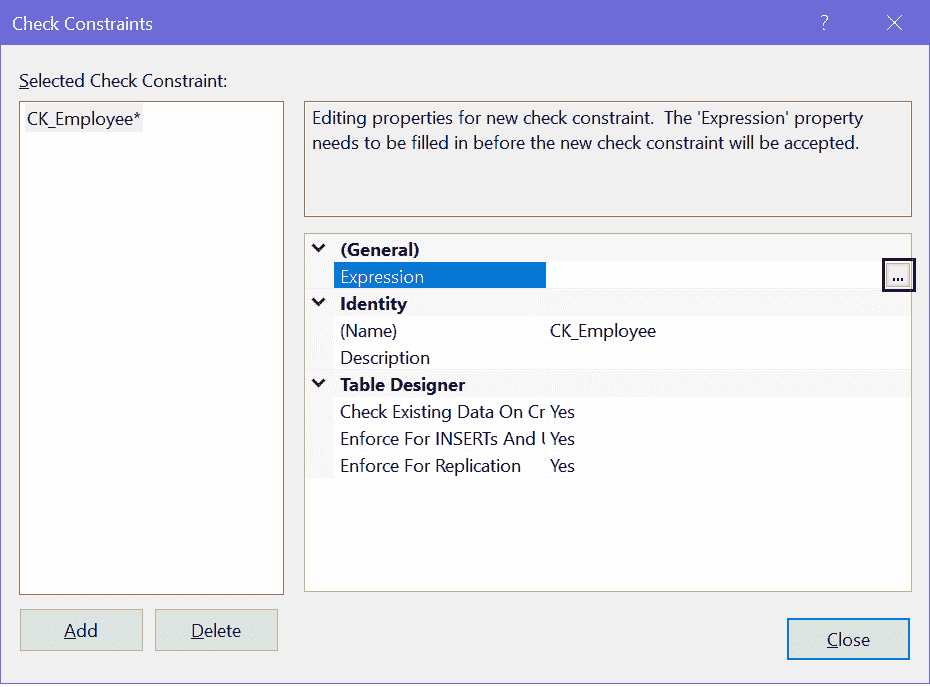 Check Constraints
?
Selected Check Constraint:
CK_Employee*
Editing properties for new check constraint.  The 'Expression' property
needs to be filled in before the new check constraint will be accepted.
(General)
Expression
...
Identity
(Name) CK_Employee
Description
Table Designer
Check Existing Data On Cr Yes
Enforce For INSERTs And U Yes
Enforce For Replication Yes
Add
Delete
Close